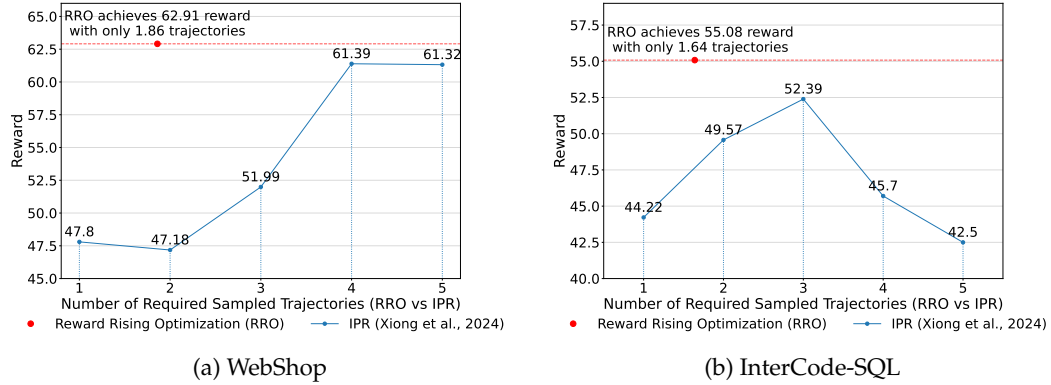 RRO achieves 62.91 reward
with only 1.86 trajectories
65.0
62.5
60.0
57.5
55.0
52.5
50.0
47.5
45.0
Reward
47.8
47.18
51.99
61.39
61.32
1 2 3 4 5
Number of Required Sampled Trajectories (RRO vs IPR)
Reward Rising Optimization (RRO) IPR (Xiong et al., 2024)
(a) WebShop
RRO achieves 55.08 reward
with only 1.64 trajectories
57.5
55.0
52.5
50.0
47.5
45.0
42.5
40.0
Reward
44.22
49.57
52.39
45.7
42.5
1 2 3 4 5
Number of Required Sampled Trajectories (RRO vs IPR)
Reward Rising Optimization (RRO) IPR (Xiong et al., 2024)
(b) InterCode-SQL